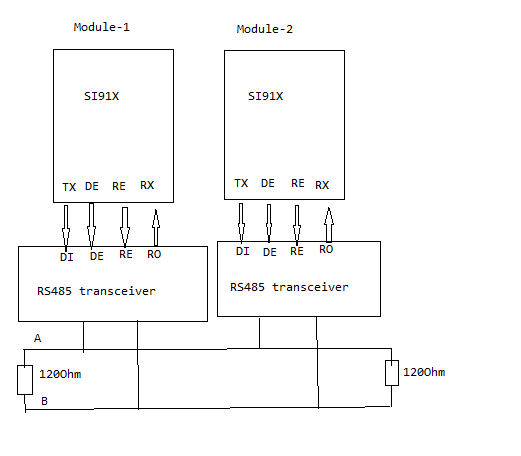 Module-1
Module-2
SI91X
SI91X
TX DE RE RX
TX DE RE RX
DI DE RE RO
DI DE RE RO
RS485 transceiver
RS485 transceiver
A
120Ohm
120Ohm
B